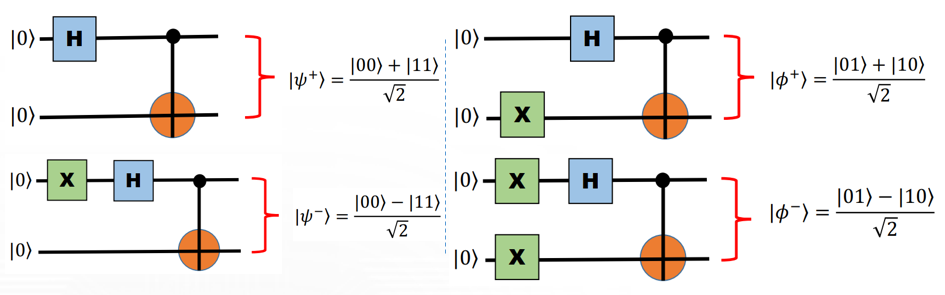 |0⟩ H
|0⟩
|ψ⁺⟩ = |00⟩ + |11⟩ / √2
|0⟩ X H
|0⟩
|ψ⁻⟩ = |00⟩ − |11⟩ / √2
|0⟩ H
|0⟩ X
|ϕ⁺⟩ = |01⟩ + |10⟩ / √2
|0⟩ X H
|0⟩ X
|ϕ⁻⟩ = |01⟩ − |10⟩ / √2